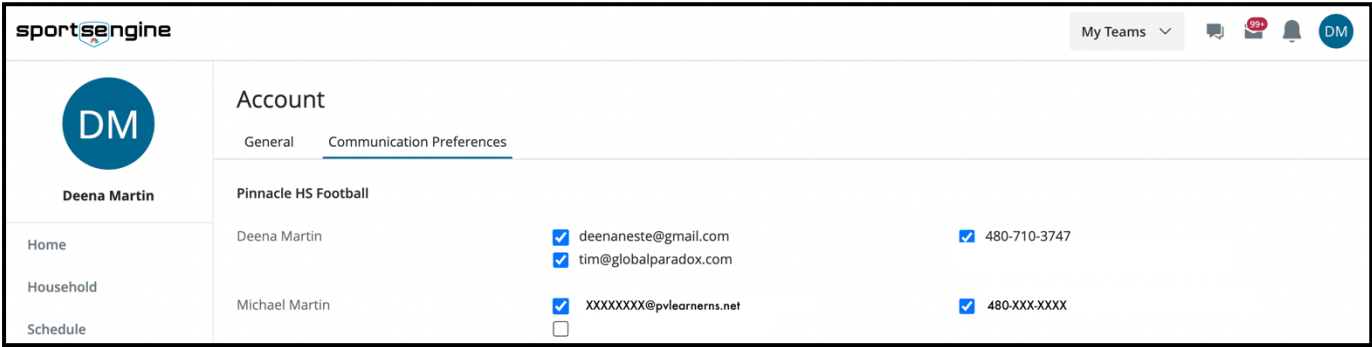 sportsengine
My Teams
99+
DM
DM
Deena Martin
Home
Household
Schedule
Account
General Communication Preferences
Pinnacle HS Football
Deena Martin deenaneste@gmail.com 480-710-3747
tim@globalparadox.com
Michael Martin XXXXXXXX@pvlearnerns.net 480-XXX-XXXX